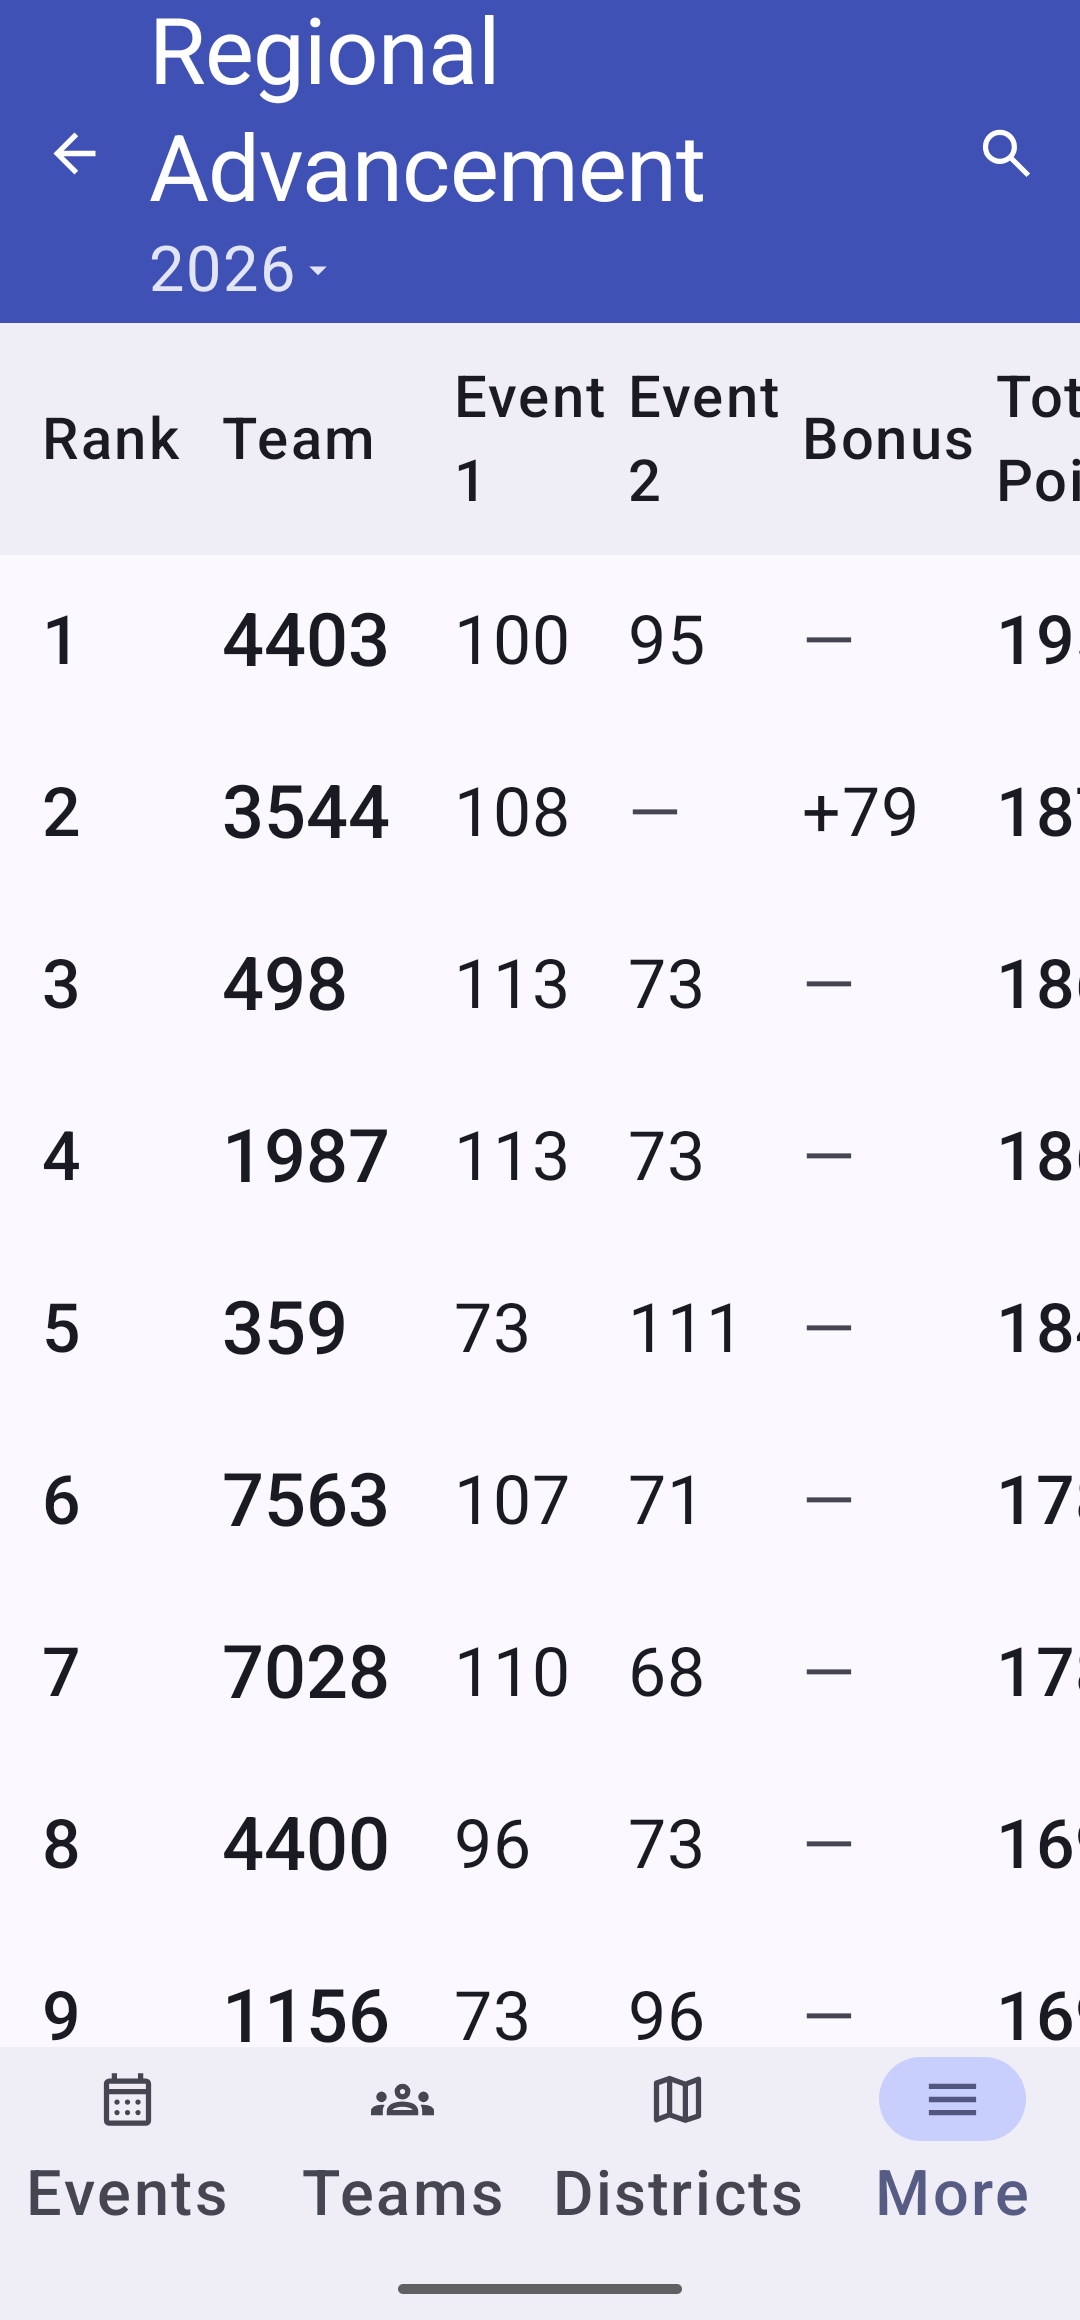 Regional
Advancement
2026
Rank Team Event 1 Event 2 Bonus
1 4403 100 95 —
2 3544 108 — +79
3 498 113 73 —
4 1987 113 73 —
5 359 73 111 —
6 7563 107 71 —
7 7028 110 68 —
8 4400 96 73 —
9 1156 73 96 —
Events Teams Districts More